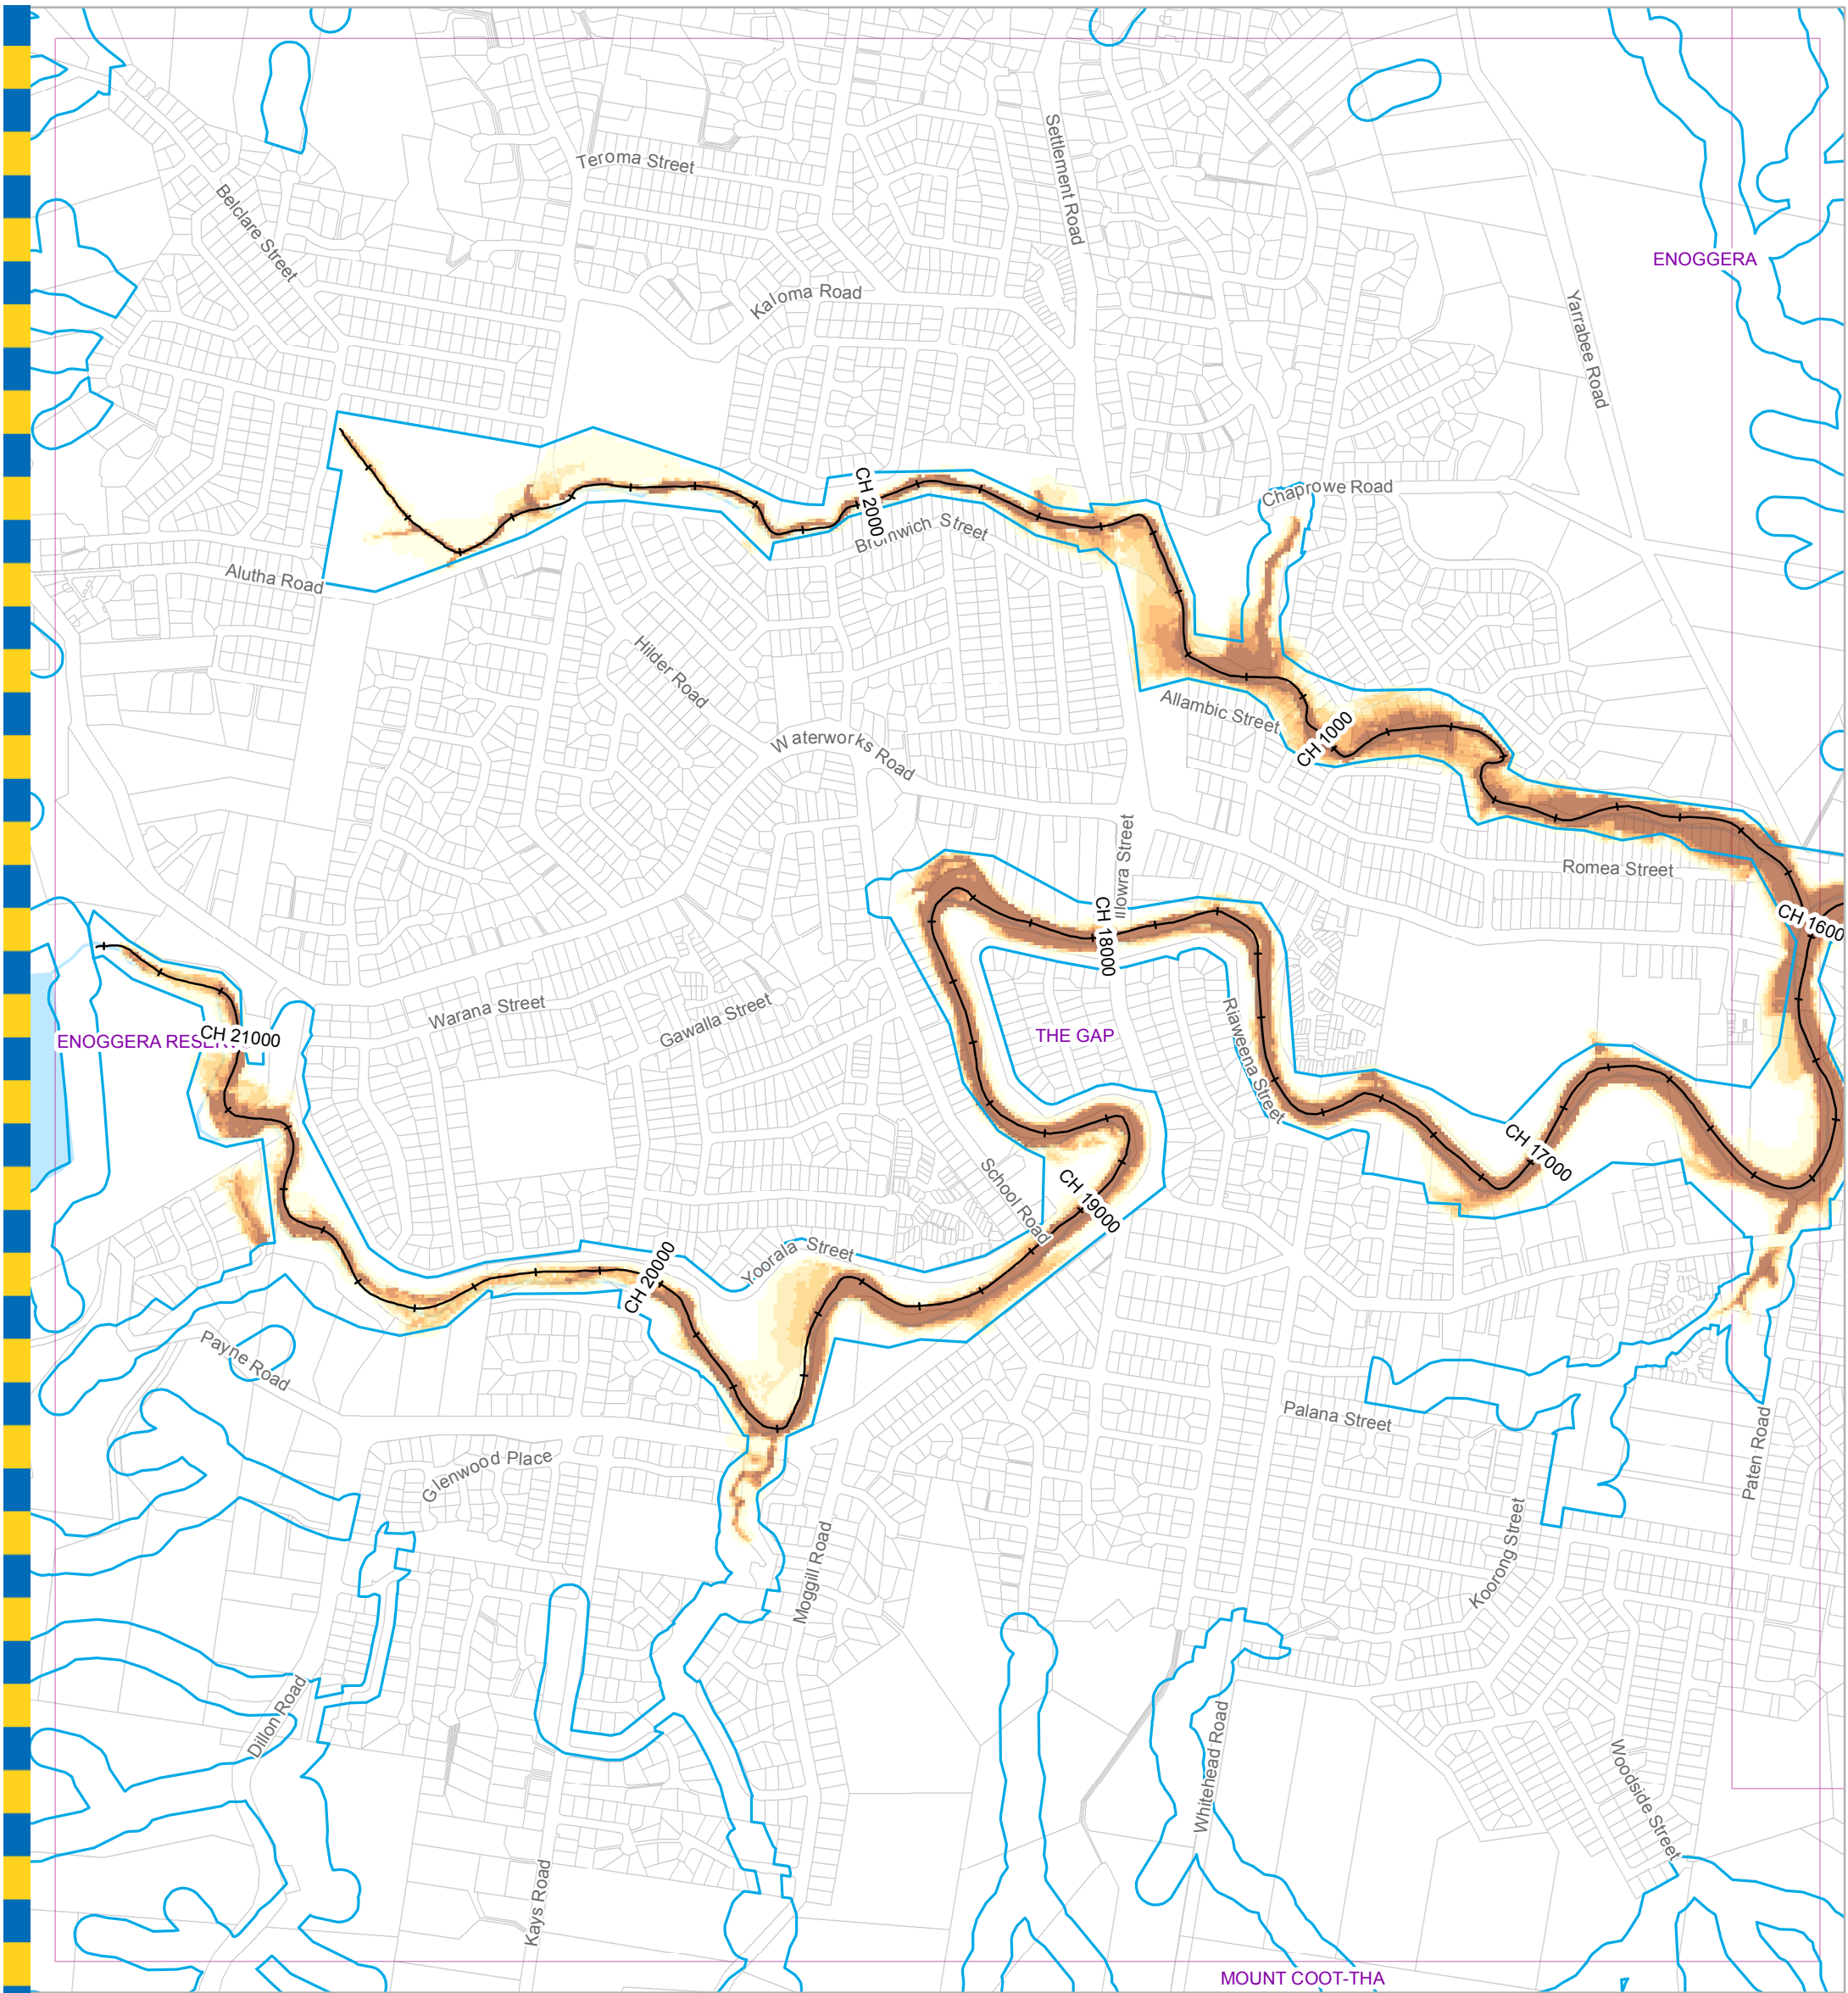 Teroma Street
Settlement Road
Belclare Street
ENOGGERA
Kaloma Road
Yarrabee Road
CH 2000
Chaprowe Road
Bromwich Street
Alutha Road
Hilder Road
Allambic Street
CH 1000
Waterworks Road
Illowra Street
Romea Street
CH 1600
CH 18000
Warana Street
Gawalla Street
Riaweena Street
THE GAP
CH 21000
ENOGGERA RESER
CH 17000
School Road
CH 19000
Yoorala Street
CH 20000
Payne Road
Palana Street
Paten Road
Glenwood Place
Koorong Street
Moggill Road
Dillon Road
Whitehead Road
Woodside Street
Kays Road
MOUNT COOT-THA